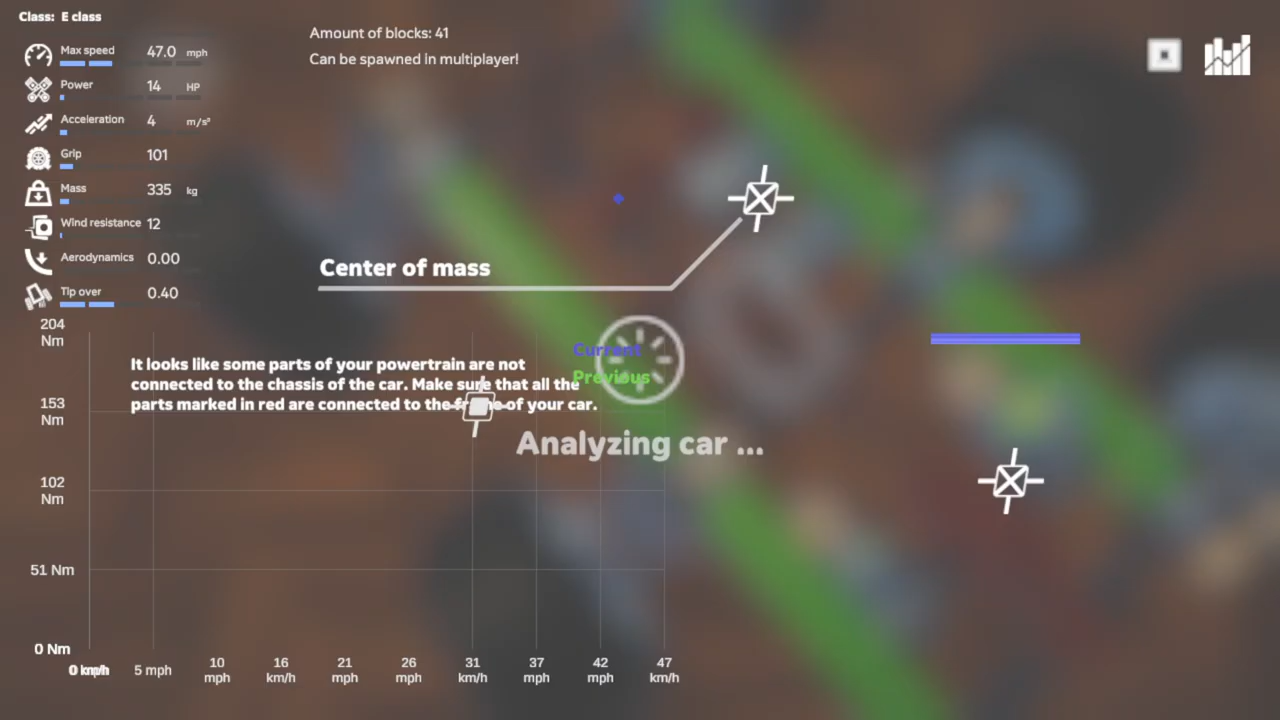 Class: E class
Max speed 47.0 mph
Power 14 HP
Acceleration 4 m/s²
Grip 101
Mass 335 kg
Wind resistance 12
Aerodynamics 0.00
Tip over 0.40
Amount of blocks: 41
Can be spawned in multiplayer!
Center of mass
It looks like some parts of your powertrain are not
connected to the chassis of the car. Make sure that all the
parts marked in red are connected to the frame of your car.
Current
Previous
Analyzing car ...
204
Nm
153
Nm
102
Nm
51 Nm
0 Nm
5 mph
10
mph
16
km/h
21
mph
26
mph
31
km/h
37
mph
42
mph
47
km/h